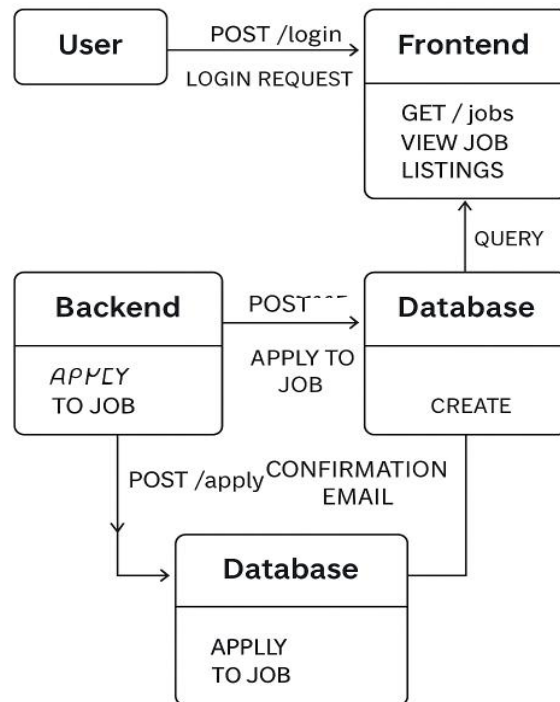 User
POST /login
LOGIN REQUEST
Frontend
GET / jobs
VIEW JOB
LISTINGS
QUERY
Backend
TO JOB
POST
APPLY TO
JOB
Database
CREATE
POST /apply
CONFIRMATION
EMAIL
Database
APPLLY
TO JOB